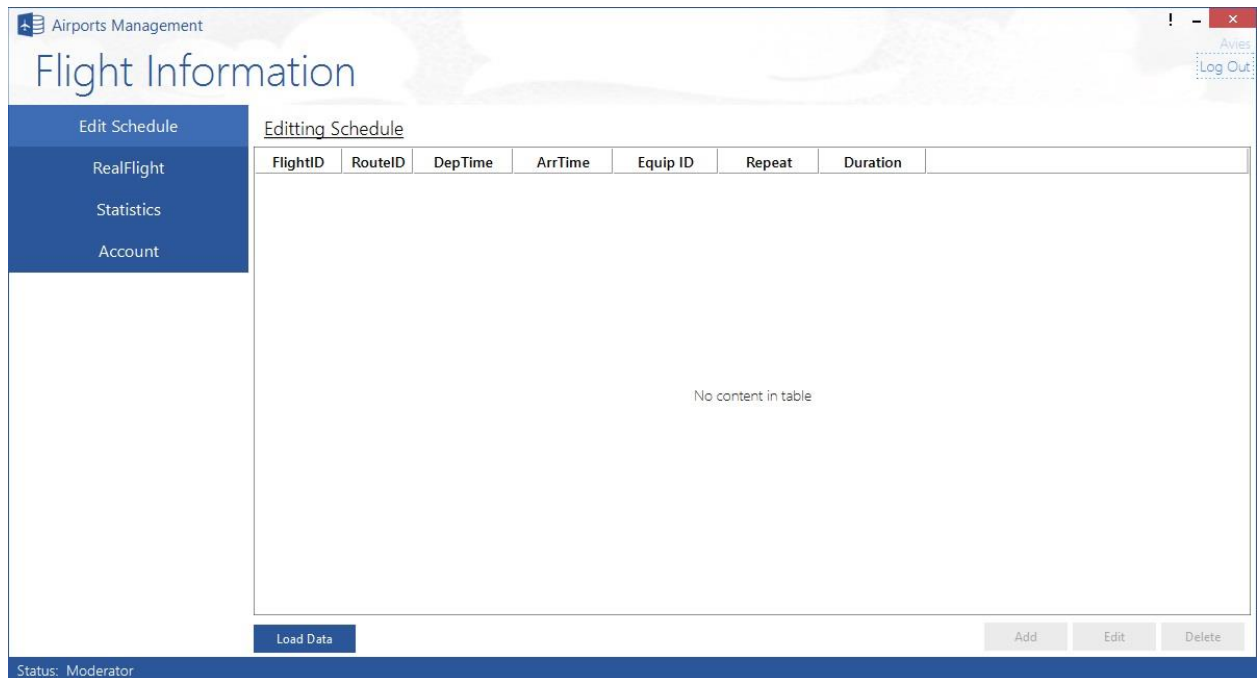 Airports Management
! – ×
Flight Information
Avies
Log Out
Edit Schedule
RealFlight
Statistics
Account
Editting Schedule
FlightID RouteID DepTime ArrTime Equip ID Repeat Duration
No content in table
Load Data Add Edit Delete
Status: Moderator